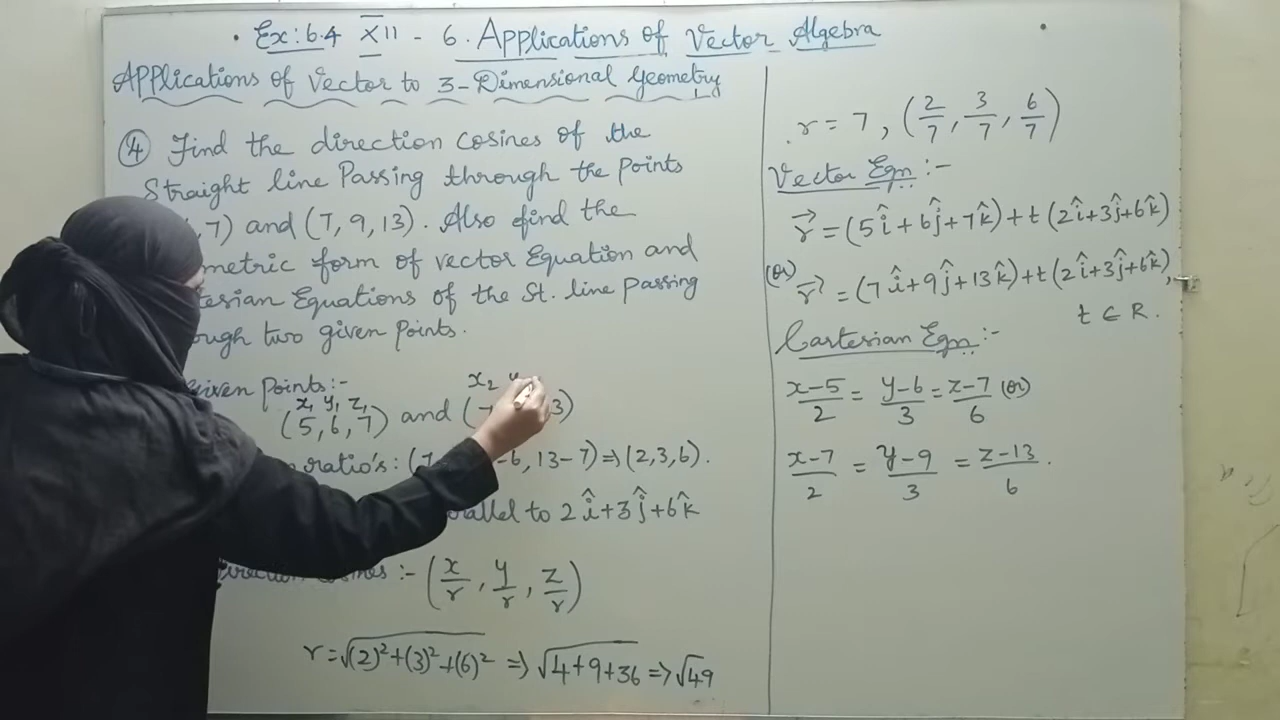 Ex: 6.4 XII - 6. Applications of Vector Algebra
Applications of Vector to 3-Dimensional Geometry
④ Find the direction cosines of the
Straight line Passing through the points
, 7) and (7, 9, 13). Also find the
metric form of vector Equation and
tesian Equations of the St. line passing
ough two given points.
Given points:-
x₁ y₁ z₁ x₂ y
(5, 6, 7) and ( 3)
ratio's: (7 -6, 13-7) ⇒ (2,3,6).
rallel to 2î+3ĵ+6k̂
:- (x/r, y/r, z/r)
r = √(2)²+(3)²+(6)² ⇒ √4+9+36 ⇒ √49
r = 7, (2/7, 3/7, 6/7)
Vector Eqn:-
r⃗ = (5î+6ĵ+7k̂)+t(2î+3ĵ+6k̂)
(Or) r⃗ = (7î+9ĵ+13k̂)+t(2î+3ĵ+6k̂),
t ∈ R.
Cartesian Eqn:-
x-5/2 = y-6/3 = z-7/6 (Or)
x-7/2 = y-9/3 = z-13/6.